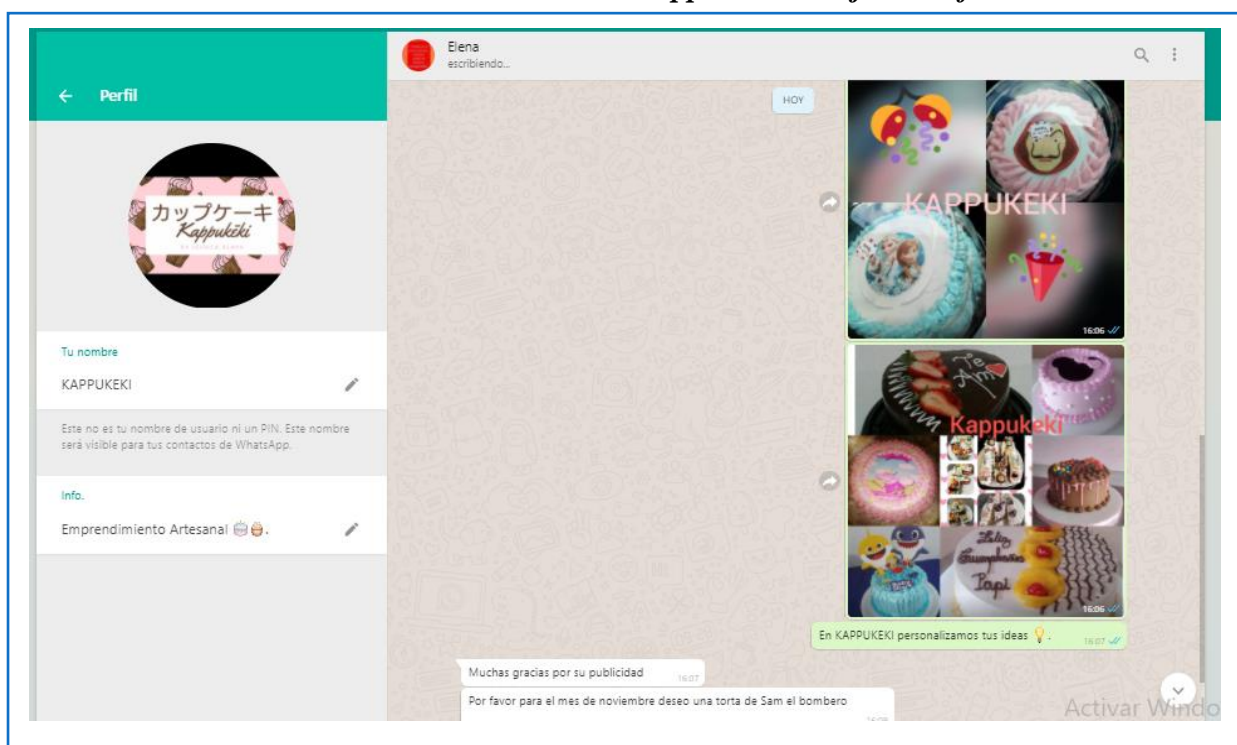 Perfil
カップケーキ
Kappukēki
Tu nombre
KAPPUKEKI
Este no es tu nombre de usuario ni un PIN. Este nombre
será visible para tus contactos de WhatsApp.
Info.
Emprendimiento Artesanal 🎂🧁.
Elena
escribiendo...
HOY
KAPPUKEKI
16:06
Te
Amo
Kappukeki
Feliz
Cumpleaños
Papi
16:06
En KAPPUKEKI personalizamos tus ideas 💡.
16:07
Muchas gracias por su publicidad
16:07
Por favor para el mes de noviembre deseo una torta de Sam el bombero
Activar Windo